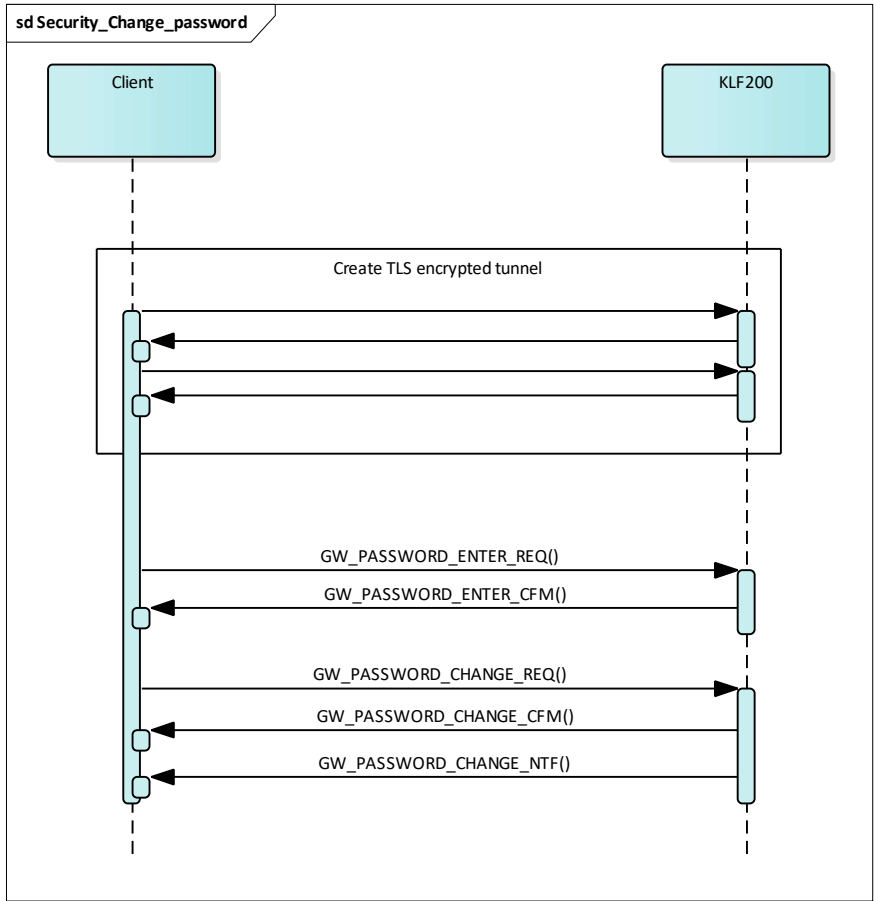 sd Security_Change_password
Client
KLF200
Create TLS encrypted tunnel
GW_PASSWORD_ENTER_REQ()
GW_PASSWORD_ENTER_CFM()
GW_PASSWORD_CHANGE_REQ()
GW_PASSWORD_CHANGE_CFM()
GW_PASSWORD_CHANGE_NTF()